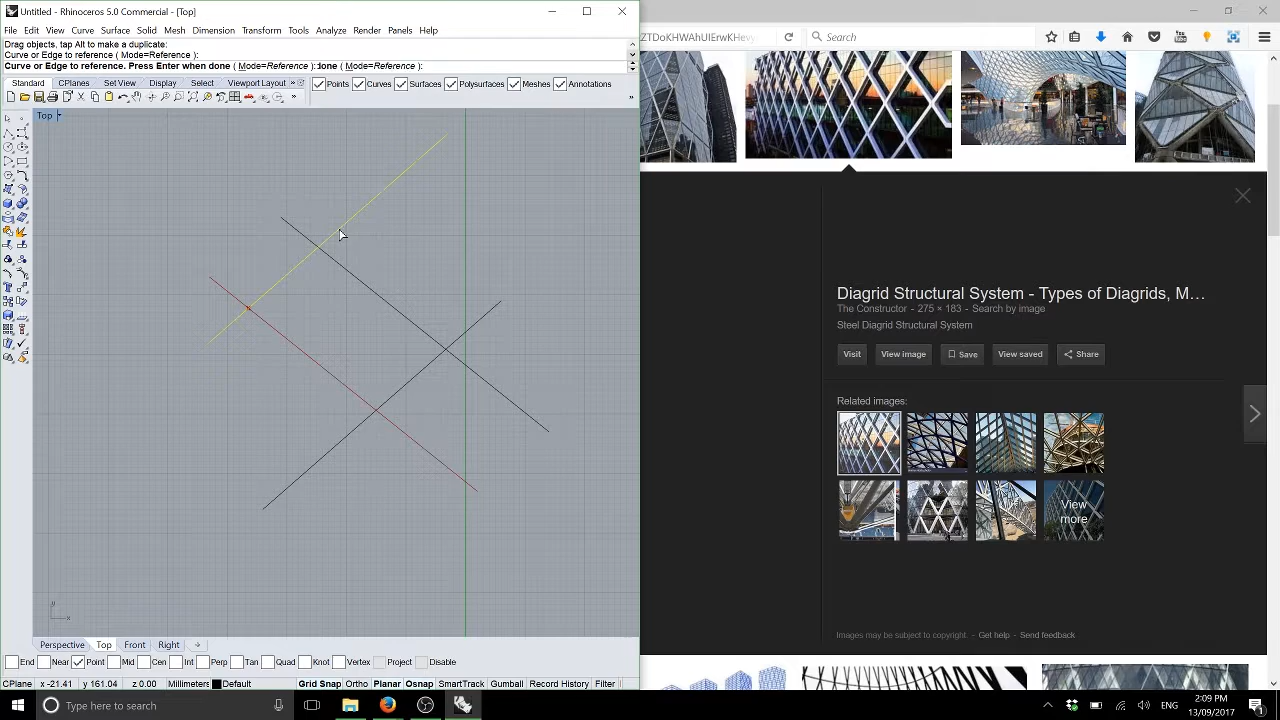 Untitled - Rhinoceros 5.0 Commercial - [Top]
File Edit View Curve Surface Solid Mesh Dimension Transform Tools Analyze Render Panels Help
Drag objects, tap Alt to make a duplicate:
Curve or Edge to reference ( Mode=Reference ):
Curve or Edge to reference. Press Enter when done ( Mode=Reference ):1one ( Mode=Reference ):
Standard CPlanes Set View Display Select Viewport Layout
Points Curves Surfaces Polysurfaces Meshes Annotations
»
»
Top
y
x
Perspective Top Front Right
End Near Point Mid Cen Int Perp Tan Quad Knot Vertex Project Disable
CPlane x -21.41 y 161.04 z 0.00 Millimeters Default Grid Snap Ortho Planar Osnap SmartTrack Gumball Record History Filter
Search
Diagrid Structural System - Types of Diagrids, M...
The Constructor - 275 × 183 - Search by image
Steel Diagrid Structural System
Visit View image Save View saved Share
Related images:
View
more
Images may be subject to copyright. - Get help - Send feedback
Type here to search
ENG
2:09 PM
13/09/2017
1